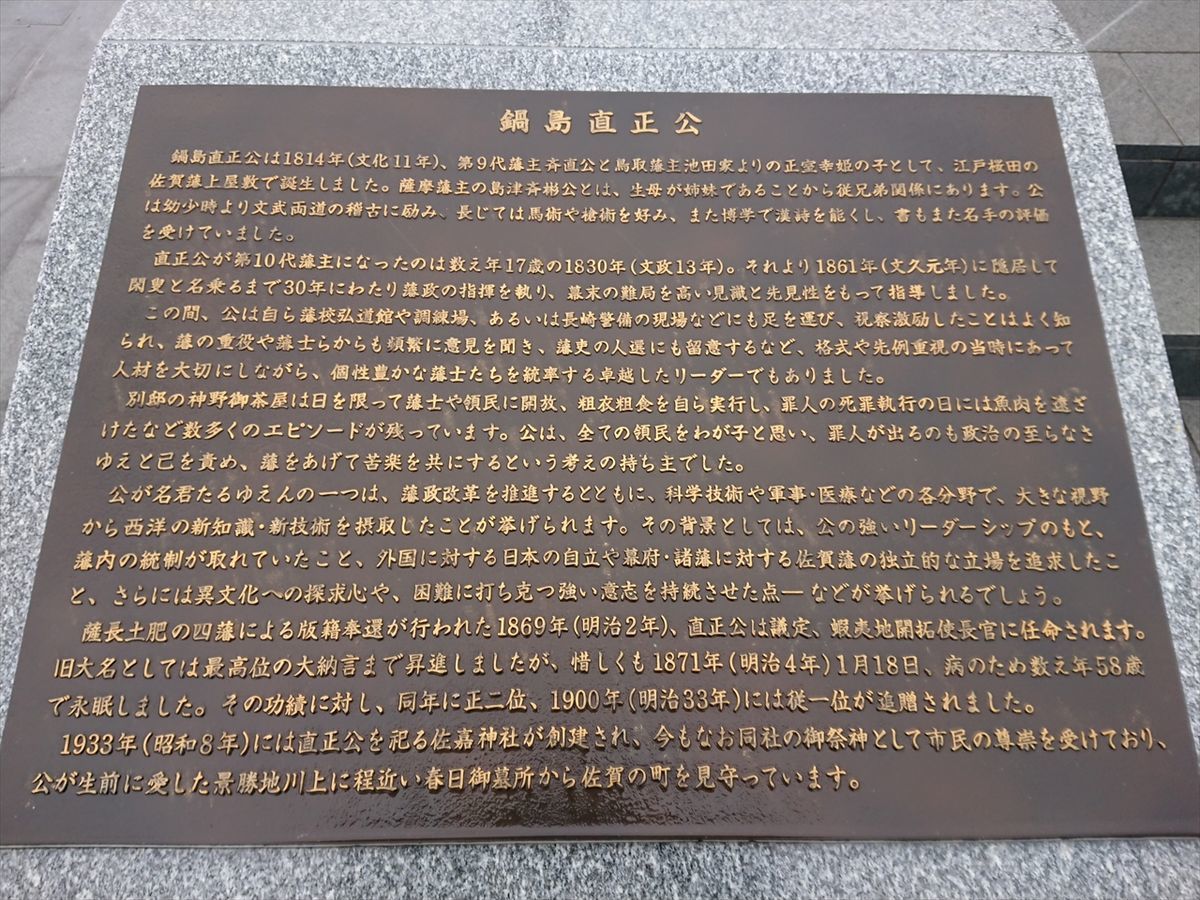 鍋島直正公
鍋島直正公は1814年(文化11年)、第9代藩主斉直公と鳥取藩主池田家よりの正室幸姫の子として、江戸桜田の
佐賀藩上屋敷で誕生しました。薩摩藩主の島津斉彬公とは、生母が姉妹であることから従兄弟関係にあります。公
は幼少時より文武両道の稽古に励み、長じては馬術や槍術を好み、また博学で漢詩を能くし、書もまた名手の評価
を受けていました。
直正公が第10代藩主になったのは数え年17歳の1830年(文政13年)。それより1861年(文久元年)に隠居して
閑叟と名乗るまで30年にわたり藩政の指揮を執り、幕末の難局を高い見識と先見性をもって指導しました。
この間、公は自ら藩校弘道館や調練場、あるいは長崎警備の現場などにも足を運び、視察激励したことはよく知
られ、藩の重役や藩士らからも頻繁に意見を聞き、藩吏の人選にも留意するなど、格式や先例重視の当時にあって
人材を大切にしながら、個性豊かな藩士たちを統率する卓越したリーダーでもありました。
別邸の神野御茶屋は日を限って藩士や領民に開放、粗衣粗食を自ら実行し、罪人の死罪執行の日には魚肉を遠ざ
けたなど数多くのエピソードが残っています。公は、全ての領民をわが子と思い、罪人が出るのも政治の至らなさ
ゆえと己を責め、藩をあげて苦楽を共にするという考えの持ち主でした。
公が名君たるゆえんの一つは、藩政改革を推進するとともに、科学技術や軍事・医療などの各分野で、大きな視野
から西洋の新知識・新技術を摂取したことが挙げられます。その背景としては、公の強いリーダーシップのもと、
藩内の統制が取れていたこと、外国に対する日本の自立や幕府・諸藩に対する佐賀藩の独立的な立場を追求したこ
と、さらには異文化への探求心や、困難に打ち克つ強い意志を持続させた点― などが挙げられるでしょう。
薩長土肥の四藩による版籍奉還が行われた1869年(明治2年)、直正公は議定、蝦夷地開拓使長官に任命されます。
旧大名としては最高位の大納言まで昇進しましたが、惜しくも1871年(明治4年)1月18日、病のため数え年58歳
で永眠しました。その功績に対し、同年に正二位、1900年(明治33年)には従一位が追贈されました。
1933年(昭和8年)には直正公を祀る佐嘉神社が創建され、今もなお同社の御祭神として市民の尊崇を受けており、
公が生前に愛した景勝地川上に程近い春日御墓所から佐賀の町を見守っています。